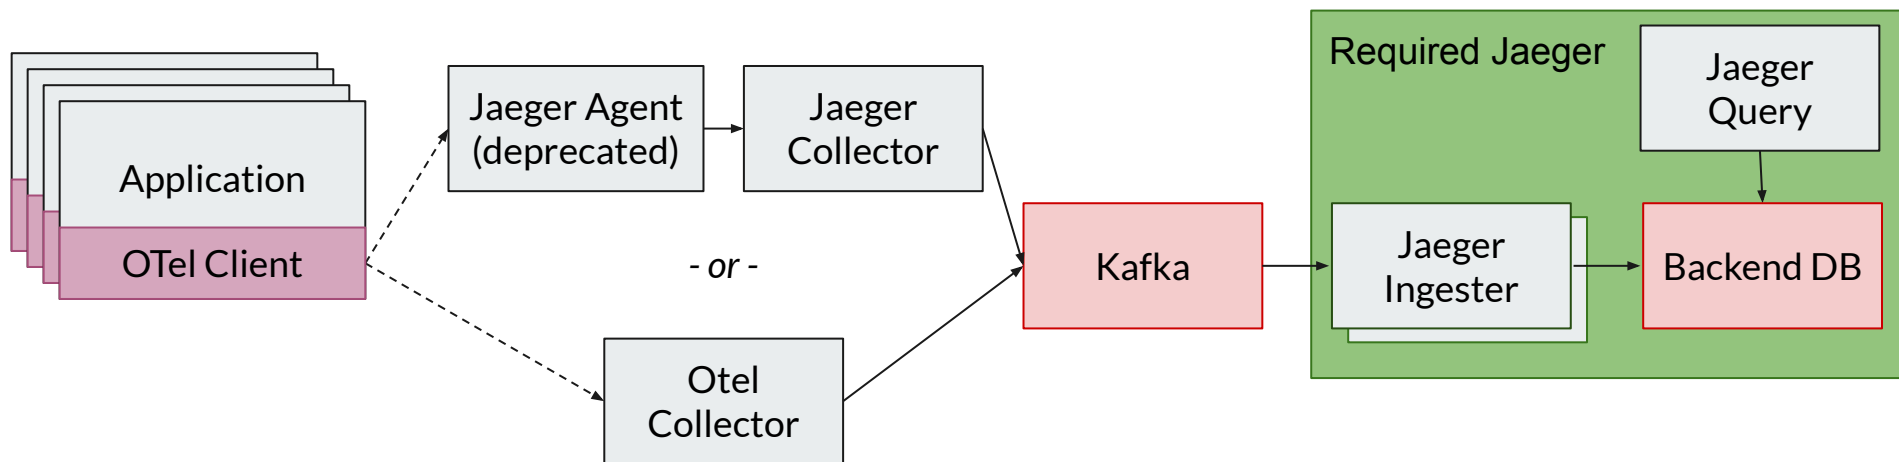 Application
OTel Client
Jaeger Agent
(deprecated)
Jaeger
Collector
- or -
Otel
Collector
Kafka
Required Jaeger
Jaeger
Query
Jaeger
Ingester
Backend DB